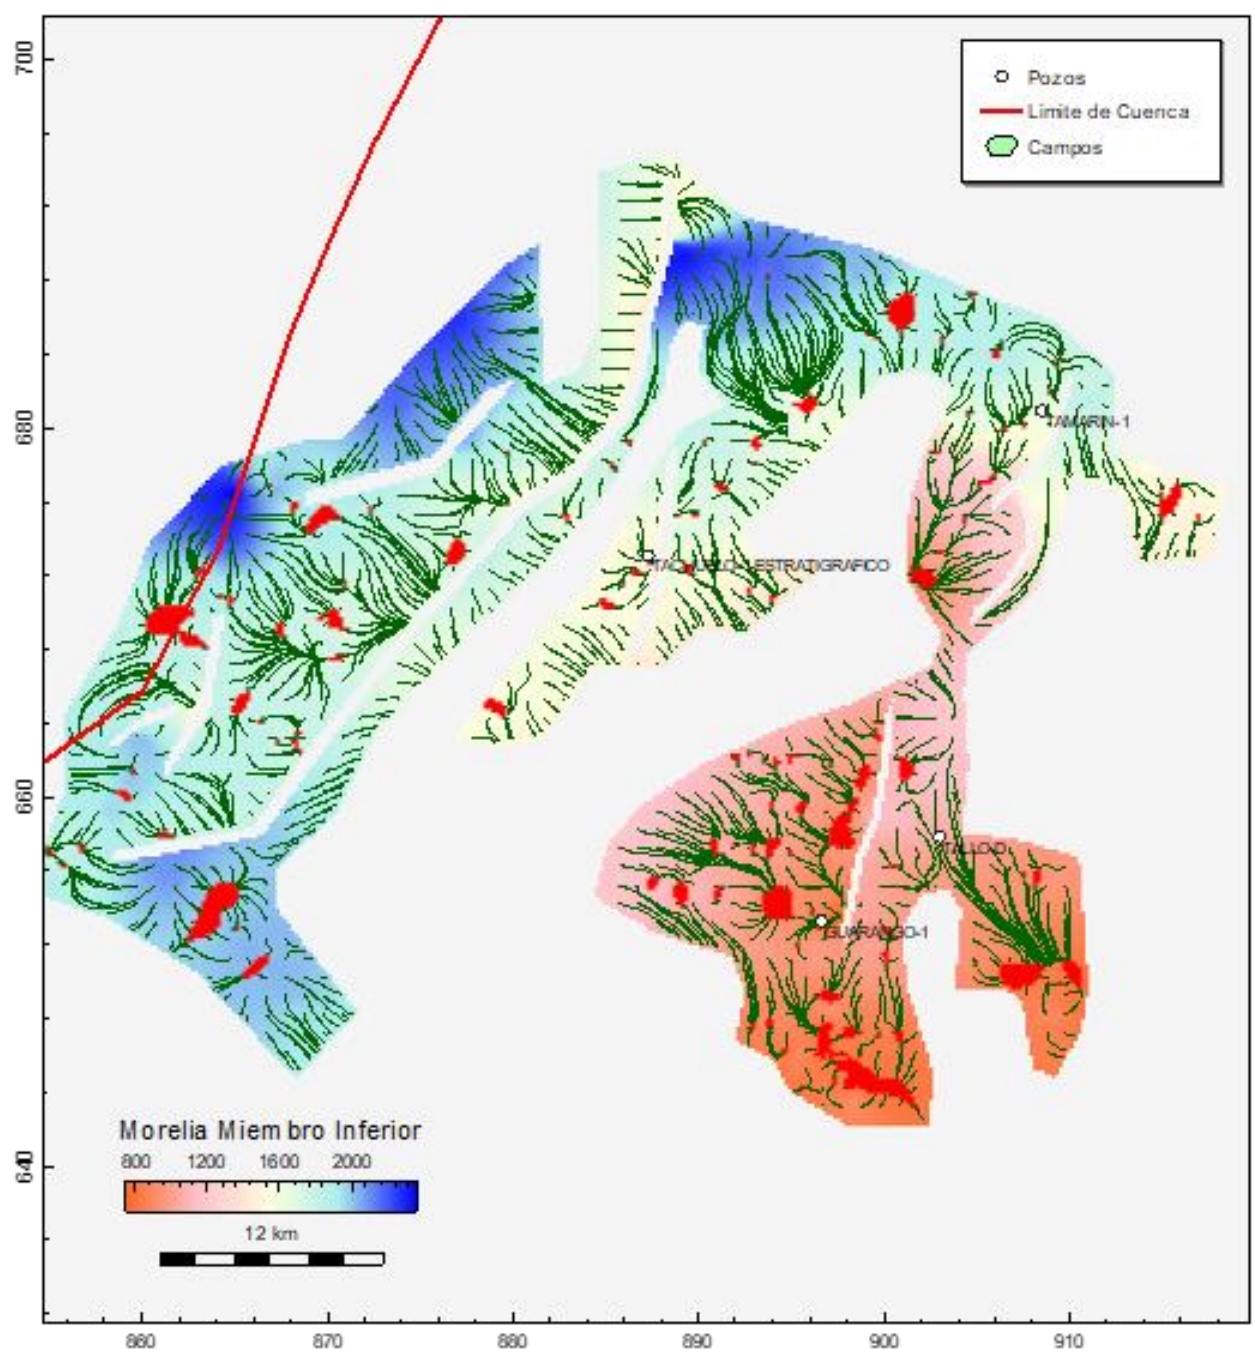 700
680
660
640
Pozos
Limite de Cuenca
Campos
TAMARIN-1
ESTRATIGRAFICO
GUARANGO-1
Morelia Miembro Inferior
800 1200 1600 2000
12 km
860 870 880 890 900 910